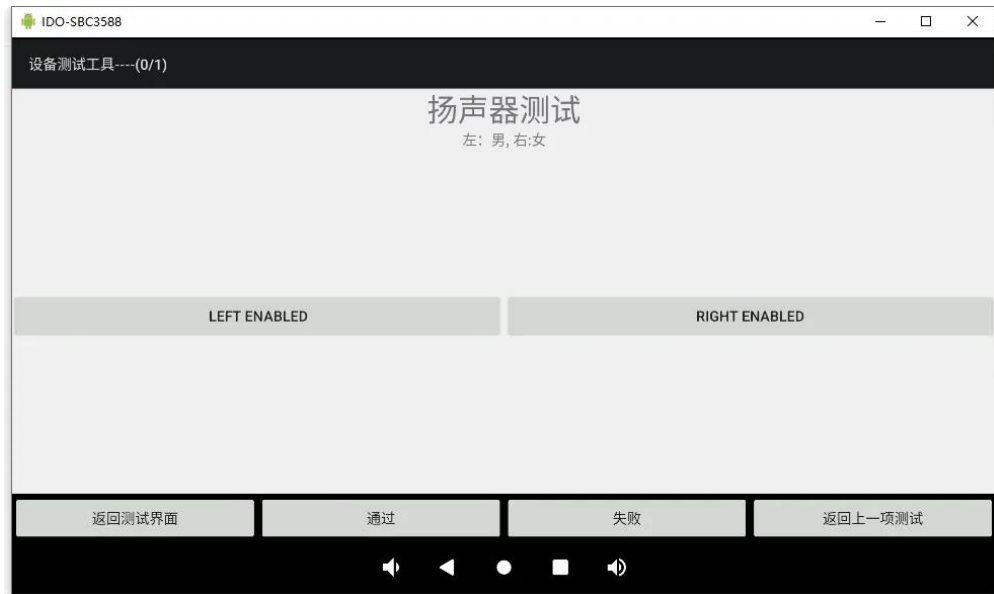 IDO-SBC3588
设备测试工具----(0/1)
扬声器测试
左：男, 右:女
LEFT ENABLED
RIGHT ENABLED
返回测试界面
通过
失败
返回上一项测试